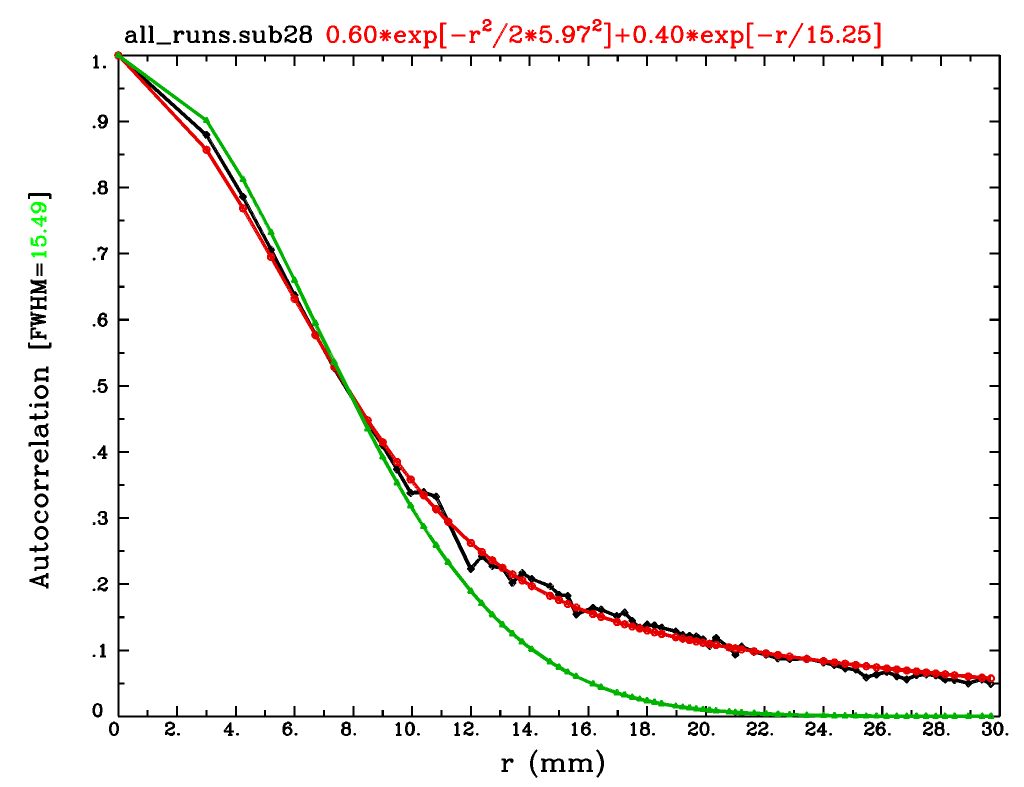 all_runs.sub28 0.60*exp[-r²/2*5.97²]+0.40*exp[-r/15.25]
1.
.9
.8
.7
.6
.5
.4
.3
.2
.1
0
Autocorrelation [FWHM=15.49]
0. 2. 4. 6. 8. 10. 12. 14. 16. 18. 20. 22. 24. 26. 28. 30.
r (mm)